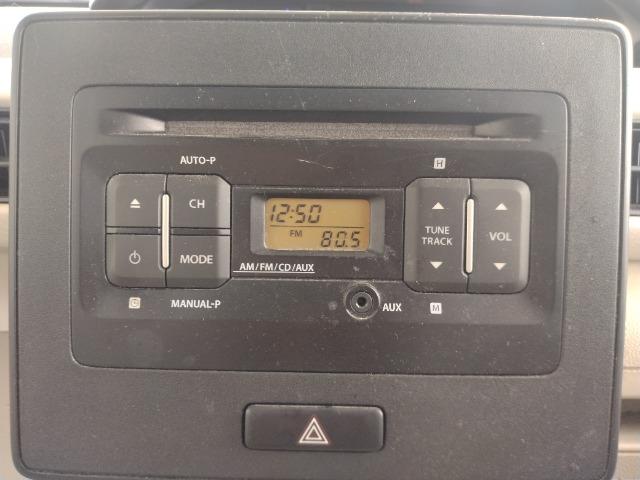 AUTO-P
H
CH
12:50
FM
80.5
TUNE
TRACK
VOL
MODE
AM/FM/CD/AUX
C
MANUAL-P
AUX
M